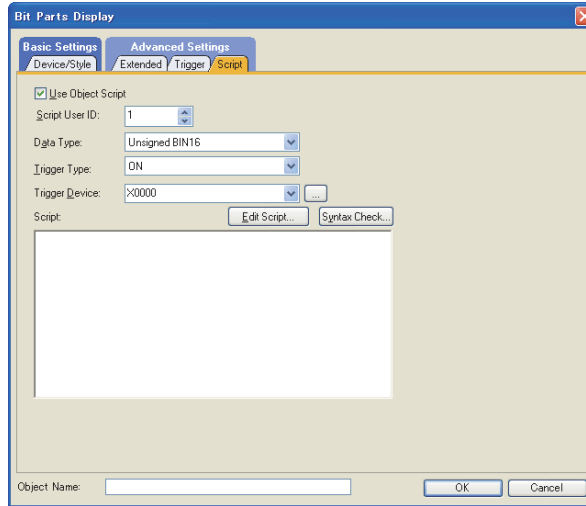 Bit Parts Display
Basic Settings Advanced Settings
Device/Style Extended Trigger Script
Use Object Script
Script User ID: 1
Data Type: Unsigned BIN16
Trigger Type: ON
Trigger Device: X0000 ...
Script: Edit Script... Syntax Check...
Object Name: OK Cancel